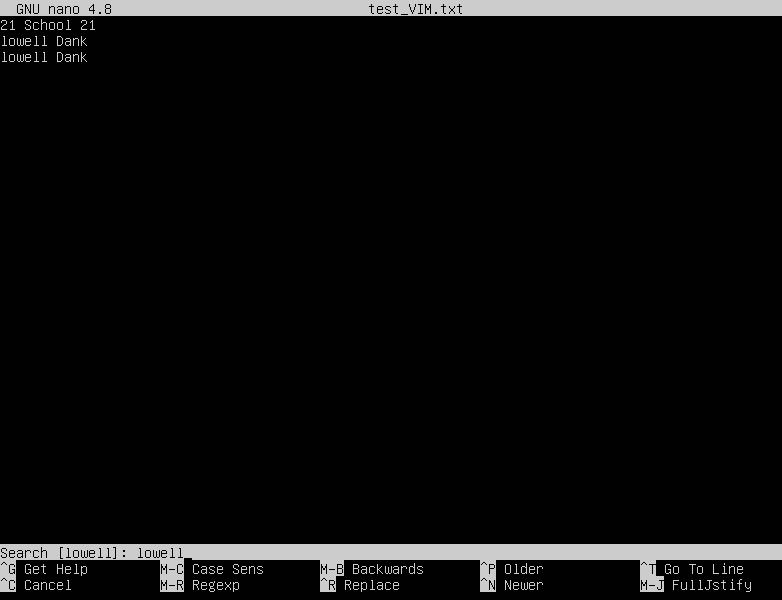 GNU nano 4.8 test_VIM.txt
21 School 21
lowell Dank
lowell Dank
Search [lowell]: lowell
^G Get Help M-C Case Sens M-B Backwards ^P Older ^T Go To Line
^C Cancel M-R Regexp ^R Replace ^N Newer M-J FullJstify